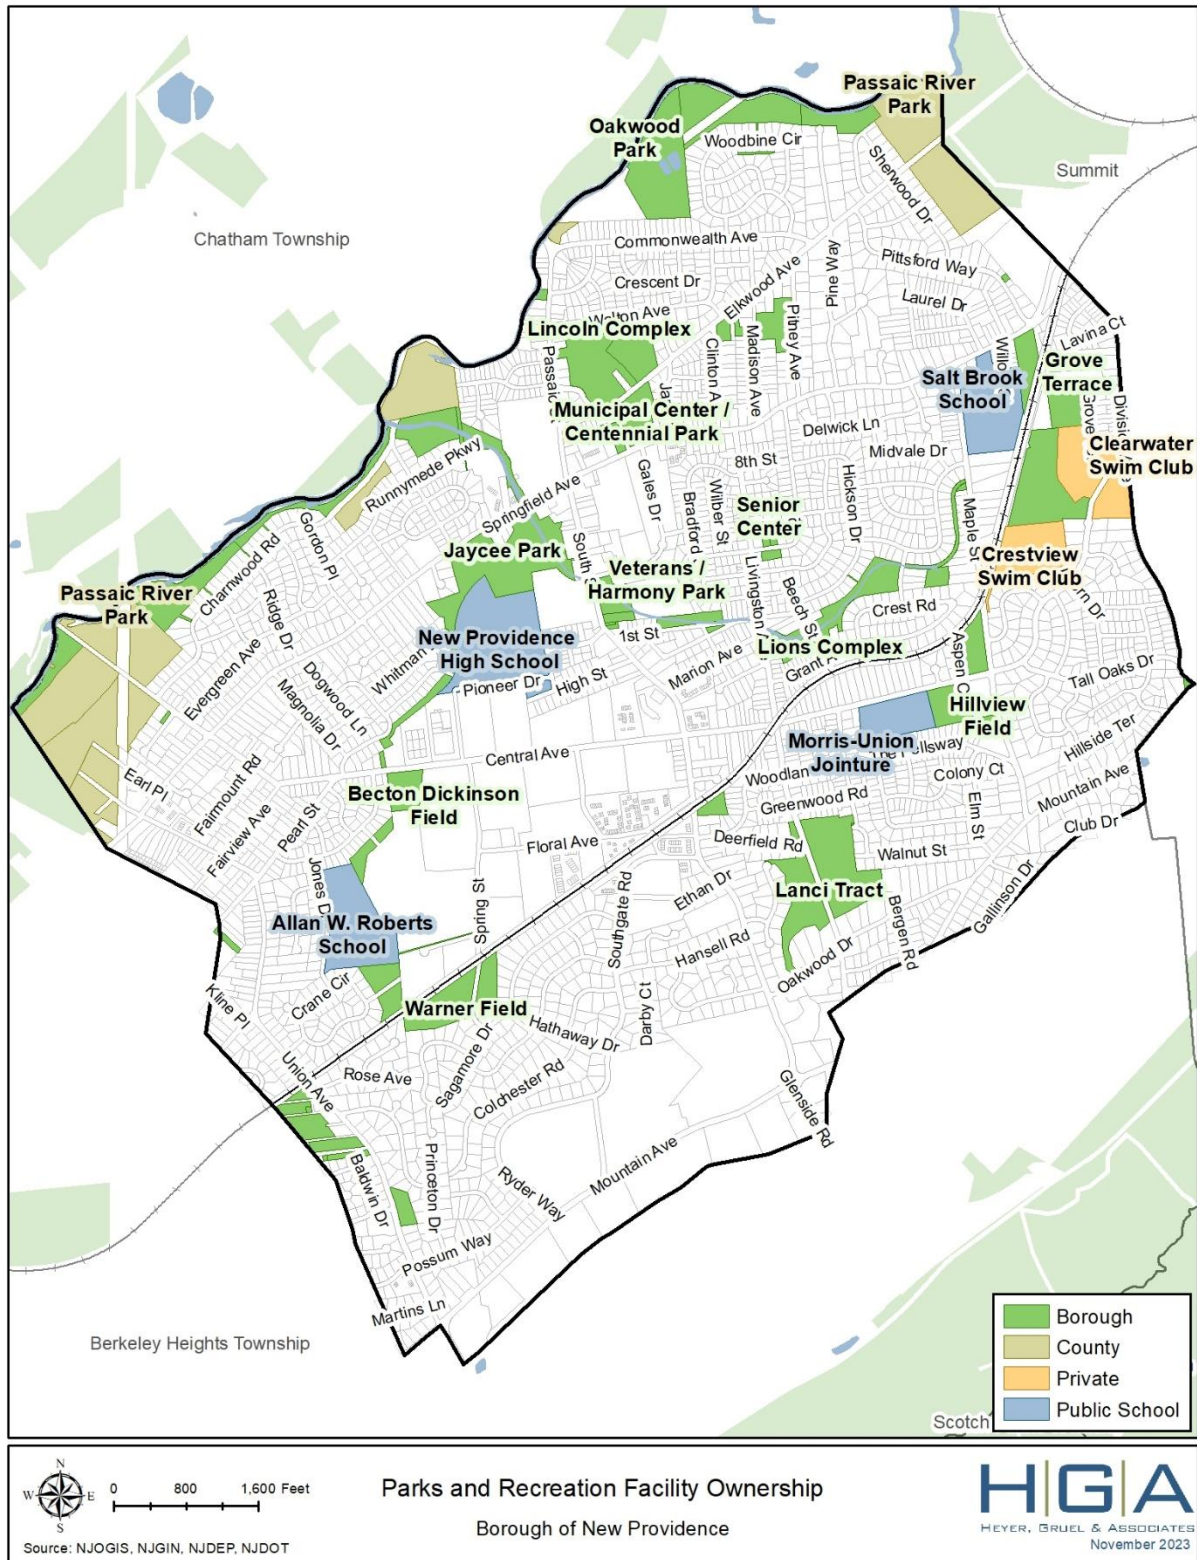 Passaic River
Park
Oakwood
Park
Woodbine Cir
Sherwood Dr
Summit
Chatham Township
Commonwealth Ave
Pittsford Way
Crescent Dr
Elkwood Ave
Pine Way
Laurel Dr
Walton Ave
Lincoln Complex
Pitney Ave
Madison Ave
Clinton A
Passaic
Lavina Ct
Grove
Terrace
Salt Brook
School
Municipal Center /
Centennial Park
Delwick Ln
Grove
Division
Clearwater
Swim Club
Midvale Dr
8th St
Runnymede Pkwy
Springfield Ave
Gales Dr
Bradford
Wilber St
Hickson Dr
Senior
Center
Maple St
Gordon Pl
Jaycee Park
South S
Veterans /
Harmony Park
Crestview
Swim Club
Charnwood Rd
Passaic River
Park
Ridge Dr
Livingston
Beech St
Crest Rd
1st St
New Providence
High School
Whitman
Lions Complex
Grant
Marion Ave
Aspen C
Tall Oaks Dr
Evergreen Ave
Dogwood Ln
Magnolia Dr
Pioneer Dr
High St
Hillview
Field
Morris-Union
Jointure
Hillside Ter
Central Ave
Woodlan
Colony Ct
Mountain Ave
Earl Pl
Fairmount Rd
Becton Dickinson
Field
Greenwood Rd
Elm St
Club Dr
Fairview Ave
Pearl St
Floral Ave
Deerfield Rd
Walnut St
Ethan Dr
Lanci Tract
Gallinson Dr
Jones D
Spring St
Southgate Rd
Bergen Rd
Allan W. Roberts
School
Hansell Rd
Oakwood Dr
Kline Pl
Crane Cir
Warner Field
Hathaway Dr
Darby Ct
Union Ave
Rose Ave
Sagamore Dr
Colchester Rd
Glenside Rd
Baldwin Dr
Princeton Dr
Mountain Ave
Ryder Way
Possum Way
Martins Ln
Berkeley Heights Township
Borough
County
Private
Public School
Scotch
N
W E
S
0 800 1,600 Feet
Source: NJOGIS, NJGIN, NJDEP, NJDOT
Parks and Recreation Facility Ownership
Borough of New Providence
H|G|A
HEYER, GRUEL & ASSOCIATES
November 2023